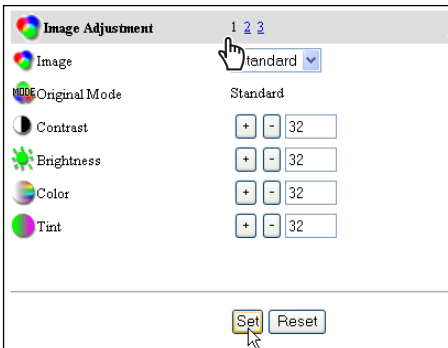 Image Adjustment 1 2 3
Image Standard
MODE Original Mode Standard
Contrast + - 32
Brightness + - 32
Color + - 32
Tint + - 32
Set Reset